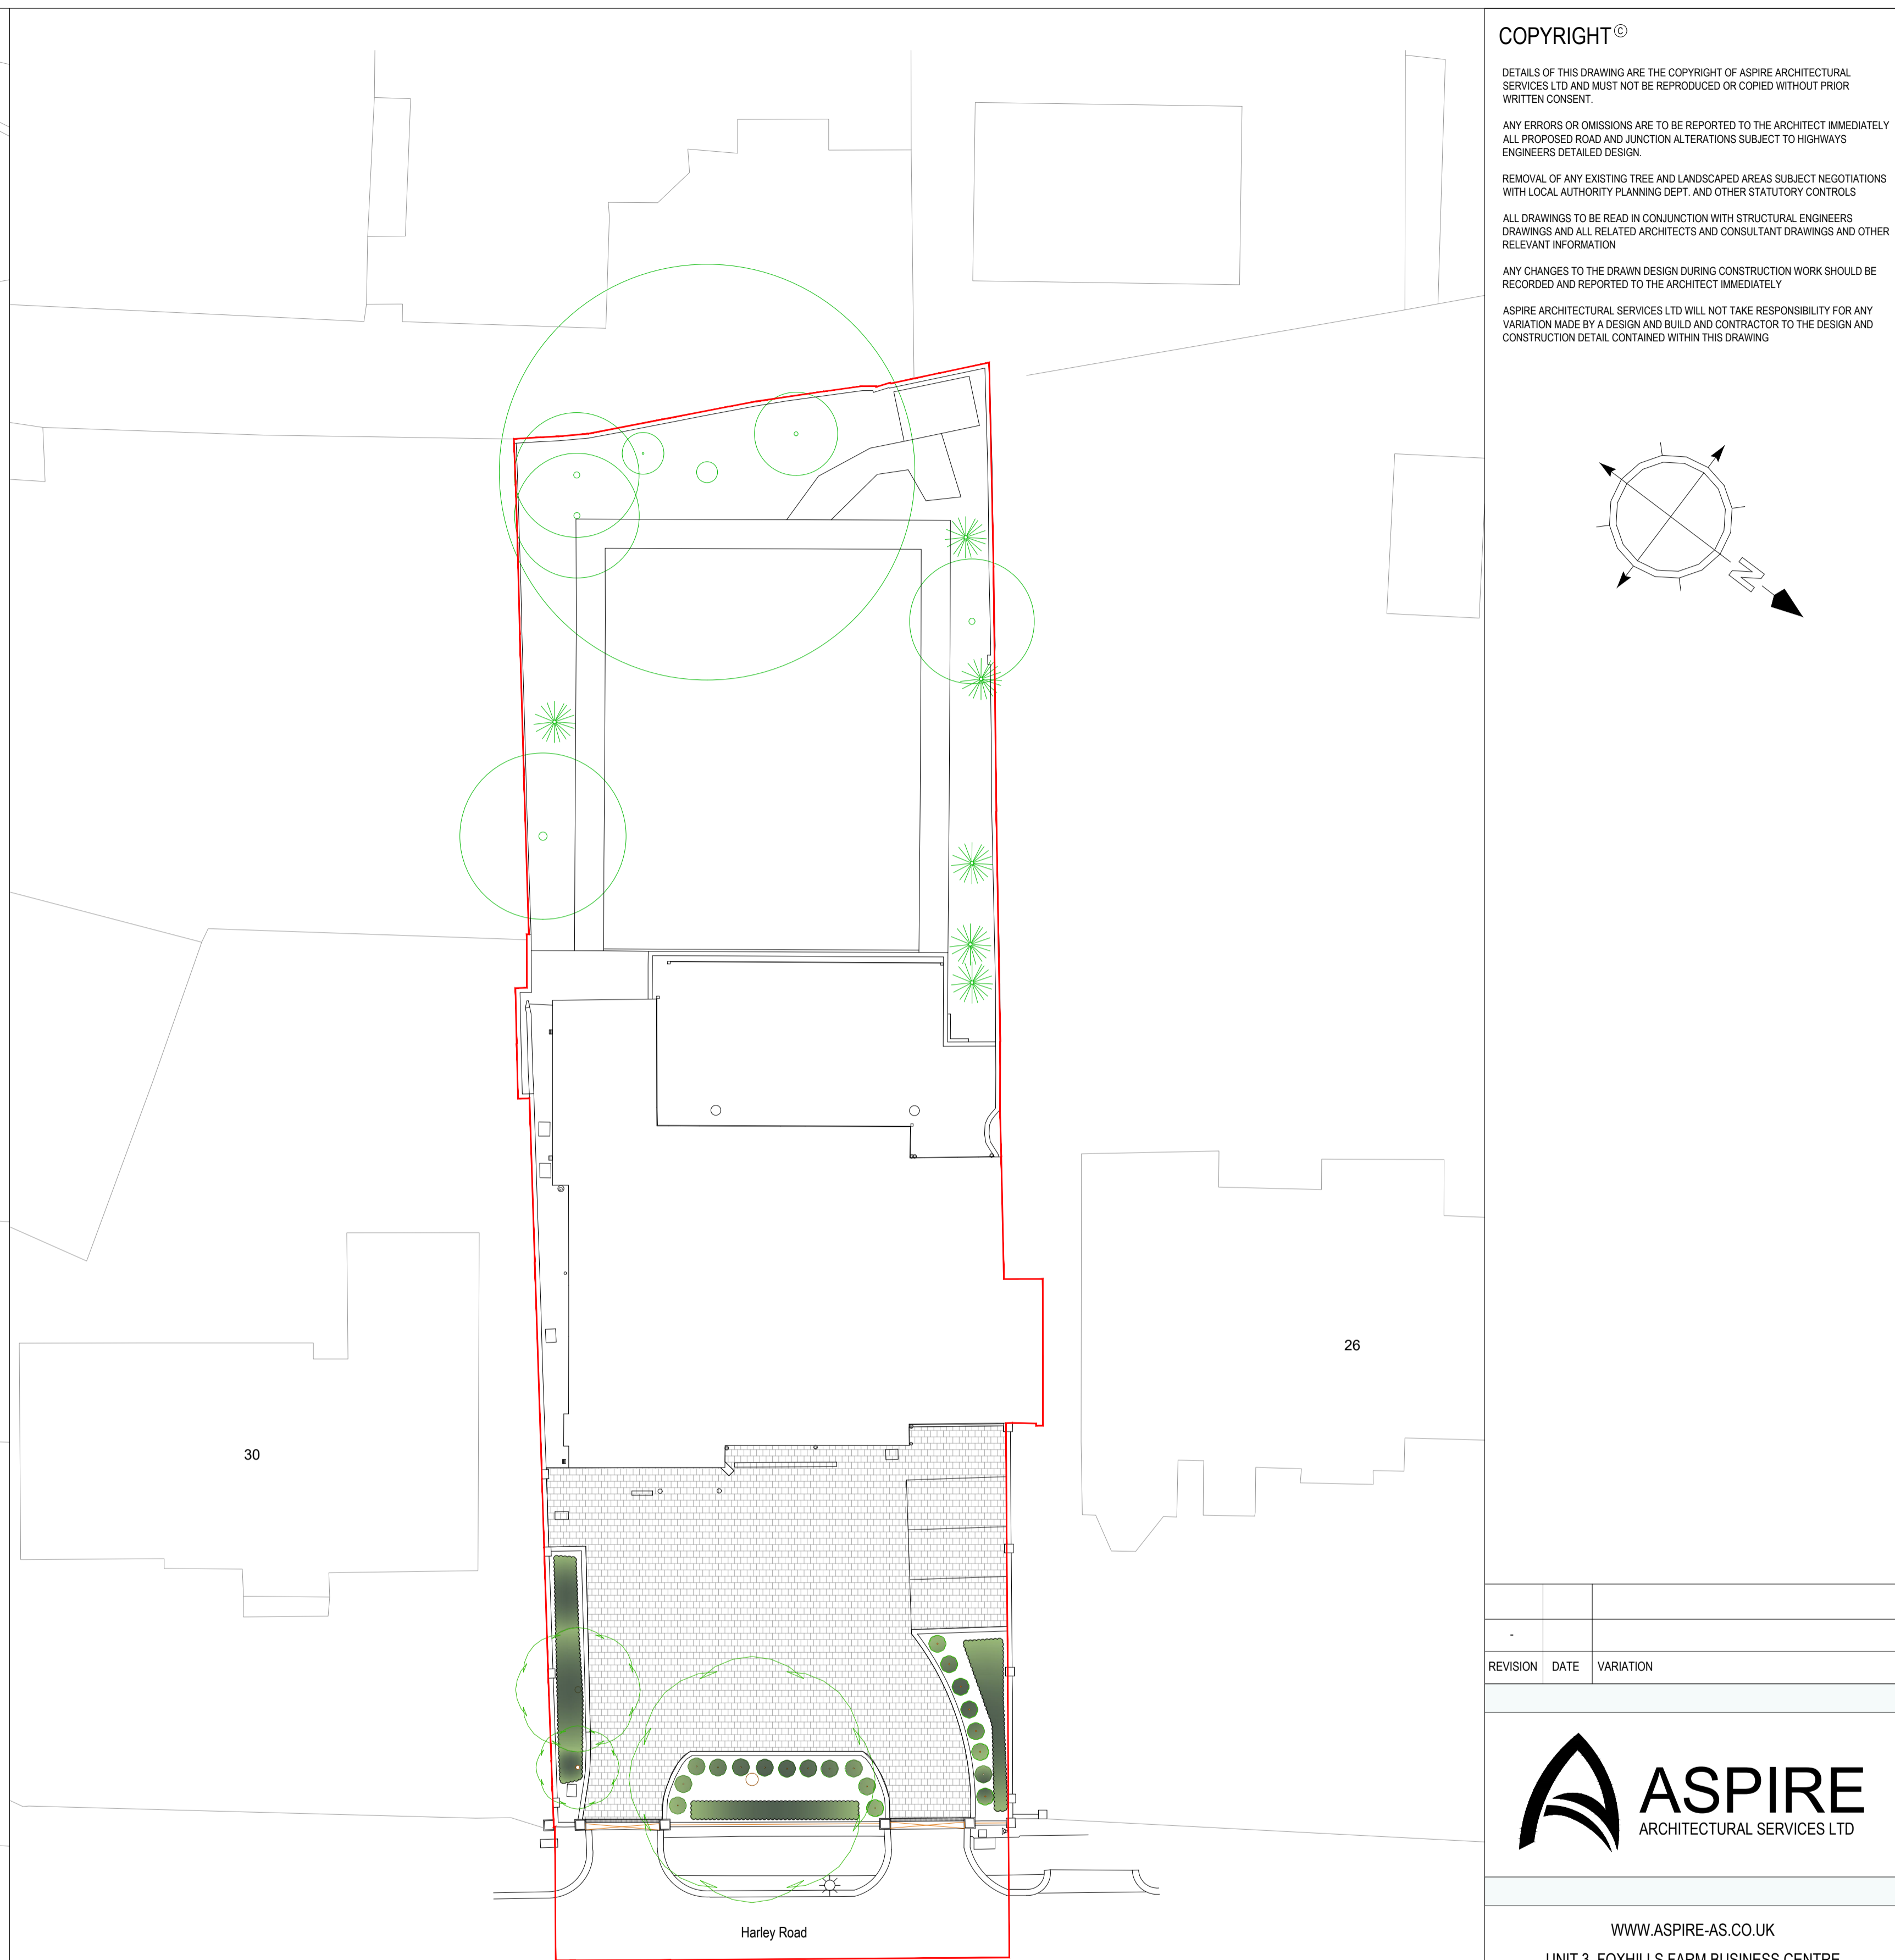 COPYRIGHT ©
DETAILS OF THIS DRAWING ARE THE COPYRIGHT OF ASPIRE ARCHITECTURAL
SERVICES LTD AND MUST NOT BE REPRODUCED OR COPIED WITHOUT PRIOR
WRITTEN CONSENT.
ANY ERRORS OR OMISSIONS ARE TO BE REPORTED TO THE ARCHITECT IMMEDIATELY
ALL PROPOSED ROAD AND JUNCTION ALTERATIONS SUBJECT TO HIGHWAYS
ENGINEERS DETAILED DESIGN.
REMOVAL OF ANY EXISTING TREE AND LANDSCAPED AREAS SUBJECT NEGOTIATIONS
WITH LOCAL AUTHORITY PLANNING DEPT. AND OTHER STATUTORY CONTROLS
ALL DRAWINGS TO BE READ IN CONJUNCTION WITH STRUCTURAL ENGINEERS
DRAWINGS AND ALL RELATED ARCHITECTS AND CONSULTANT DRAWINGS AND OTHER
RELEVANT INFORMATION
ANY CHANGES TO THE DRAWN DESIGN DURING CONSTRUCTION WORK SHOULD BE
RECORDED AND REPORTED TO THE ARCHITECT IMMEDIATELY
ASPIRE ARCHITECTURAL SERVICES LTD WILL NOT TAKE RESPONSIBILITY FOR ANY
VARIATION MADE BY A DESIGN AND BUILD AND CONTRACTOR TO THE DESIGN AND
CONSTRUCTION DETAIL CONTAINED WITHIN THIS DRAWING
N
26
30
Harley Road
-
REVISION DATE VARIATION
ASPIRE
ARCHITECTURAL SERVICES LTD
WWW.ASPIRE-AS.CO.UK
UNIT 3, FOXHILLS FARM BUSINESS CENTRE